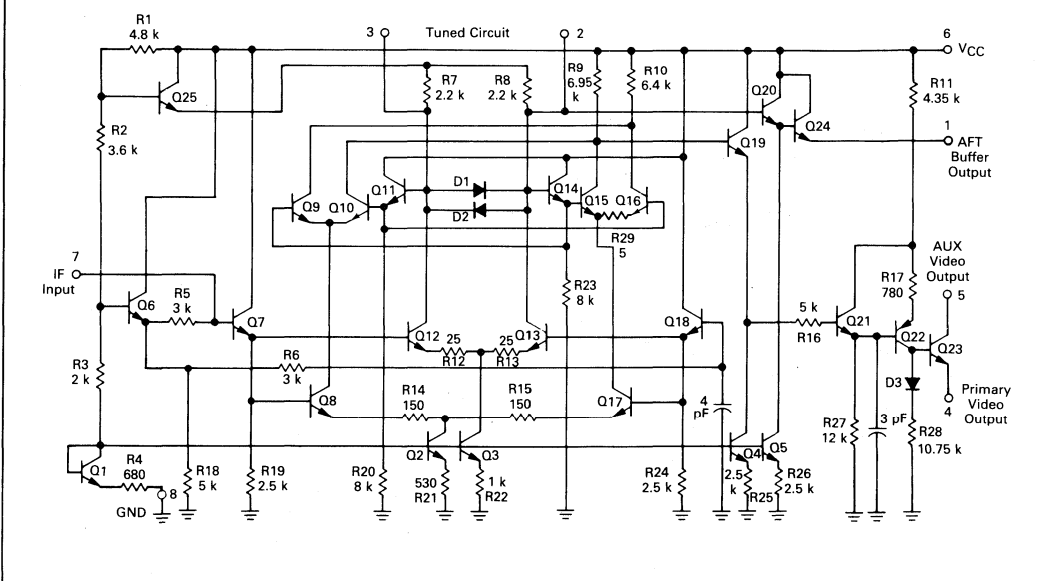 R1
4.8 k
3
Tuned Circuit
2
6
VCC
R7
2.2 k
R8
2.2 k
R9
6.95
k
R10
6.4 k
Q20
R11
4.35 k
Q25
Q24
1
AFT
Buffer
Output
R2
3.6 k
Q19
Q9
Q10
Q11
D1
D2
Q14
Q15
Q16
R29
5
7
IF
Input
Q6
R5
3 k
Q7
R23
8 k
AUX
Video
Output
5
R17
780
Q12
25
R12
25
R13
Q13
Q18
5 k
R16
Q21
Q22
Q23
R3
2 k
R6
3 k
Q8
R14
150
R15
150
Q17
4
pF
D3
Primary
Video
Output
4
Q1
R4
680
8
GND
R18
5 k
R19
2.5 k
R20
8 k
Q2
530
R21
Q3
1 k
R22
R24
2.5 k
Q4
2.5
k
R25
Q5
R26
2.5 k
R27
12 k
3 pF
R28
10.75 k